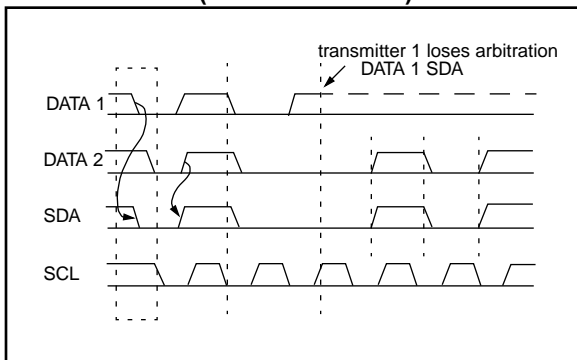 transmitter 1 loses arbitration
DATA 1 SDA
DATA 1
DATA 2
SDA
SCL